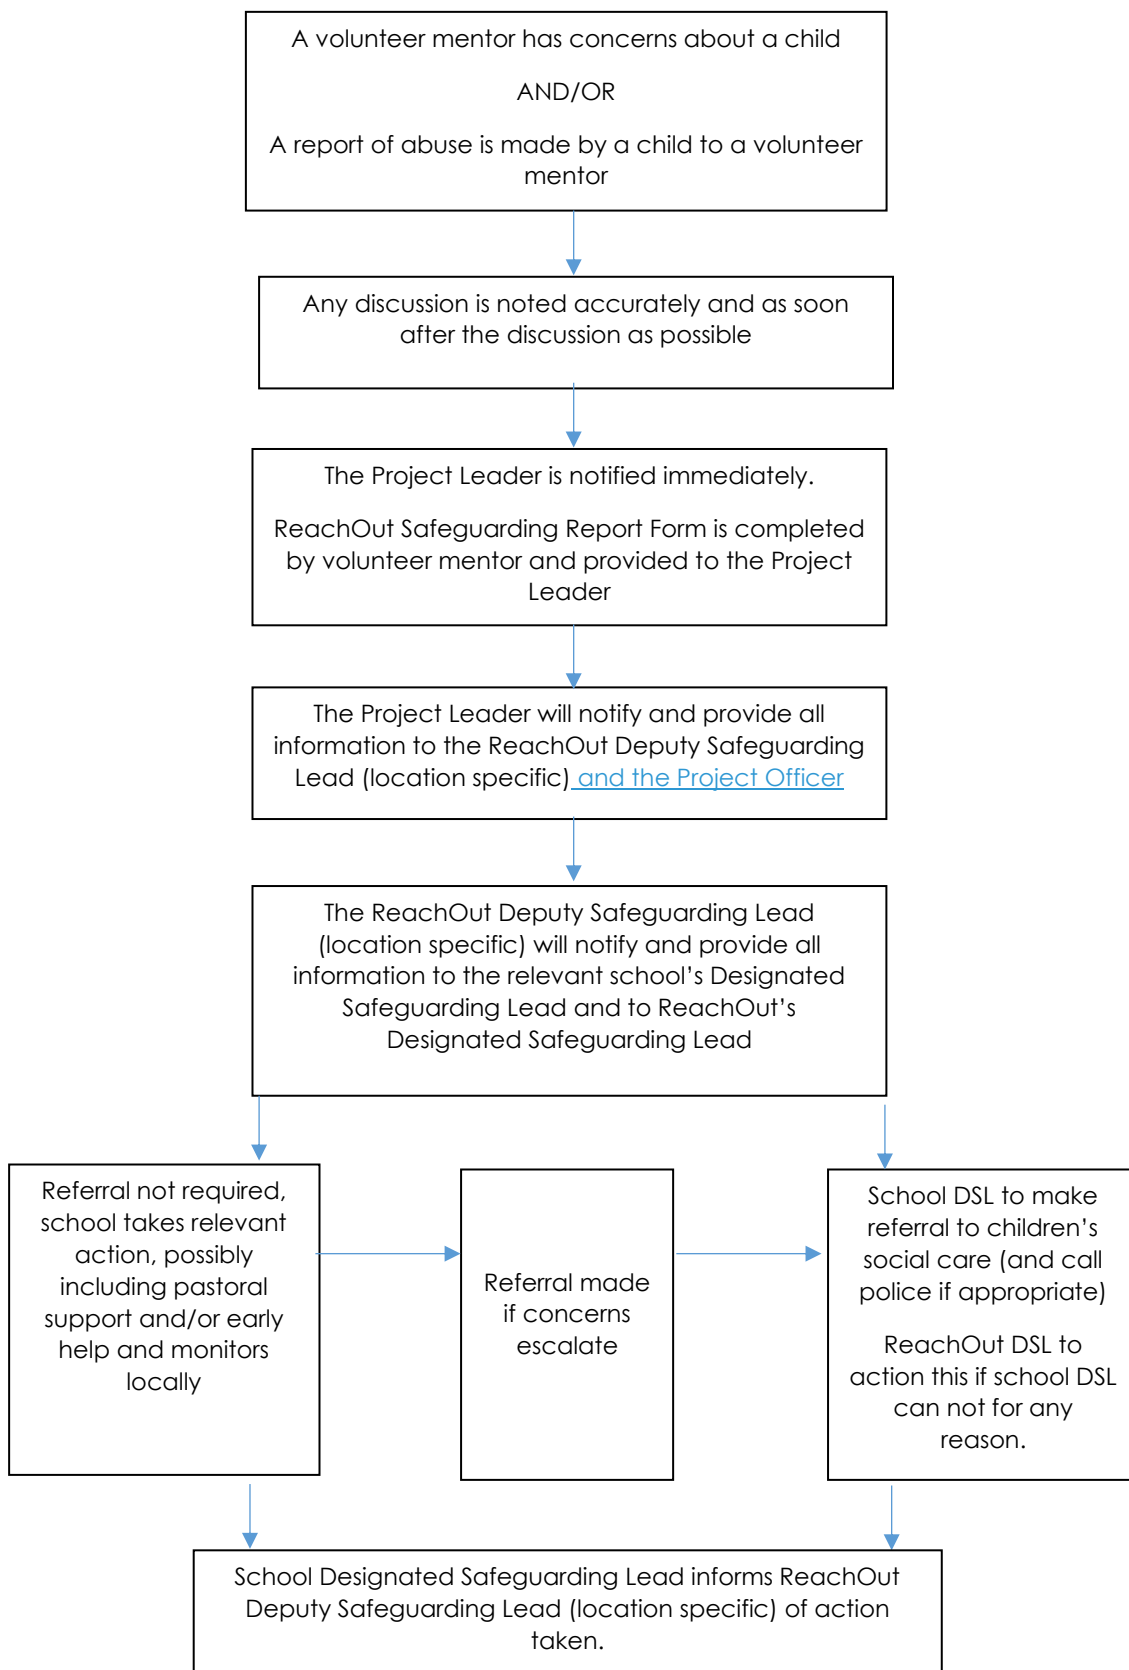 A volunteer mentor has concerns about a child
AND/OR
A report of abuse is made by a child to a volunteer
mentor
Any discussion is noted accurately and as soon
after the discussion as possible
The Project Leader is notified immediately.
ReachOut Safeguarding Report Form is completed
by volunteer mentor and provided to the Project
Leader
The Project Leader will notify and provide all
information to the ReachOut Deputy Safeguarding
Lead (location specific) and the Project Officer
The ReachOut Deputy Safeguarding Lead
(location specific) will notify and provide all
information to the relevant school’s Designated
Safeguarding Lead and to ReachOut’s
Designated Safeguarding Lead
Referral not required,
school takes relevant
action, possibly
including pastoral
support and/or early
help and monitors
locally
Referral made
if concerns
escalate
School DSL to make
referral to children’s
social care (and call
police if appropriate)
ReachOut DSL to
action this if school DSL
can not for any
reason.
School Designated Safeguarding Lead informs ReachOut
Deputy Safeguarding Lead (location specific) of action
taken.